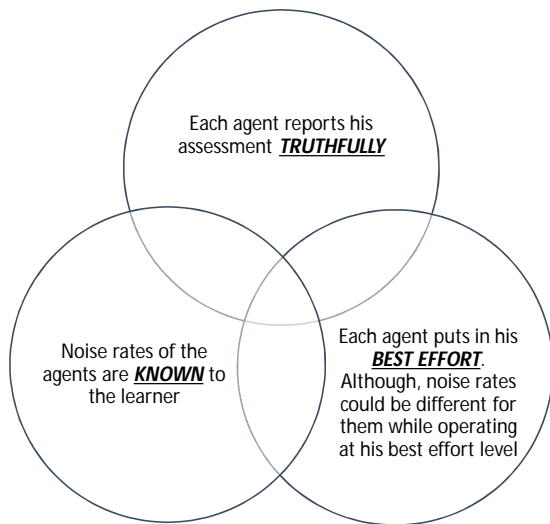 Each agent reports his
assessment TRUTHFULLY
Noise rates of the
agents are KNOWN to
the learner
Each agent puts in his
BEST EFFORT.
Although, noise rates
could be different for
them while operating
at his best effort level